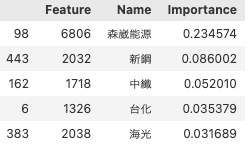 Feature Name Importance
98 6806 森崴能源 0.234574
443 2032 新鋼 0.086002
162 1718 中纖 0.052010
6 1326 台化 0.035379
383 2038 海光 0.031689